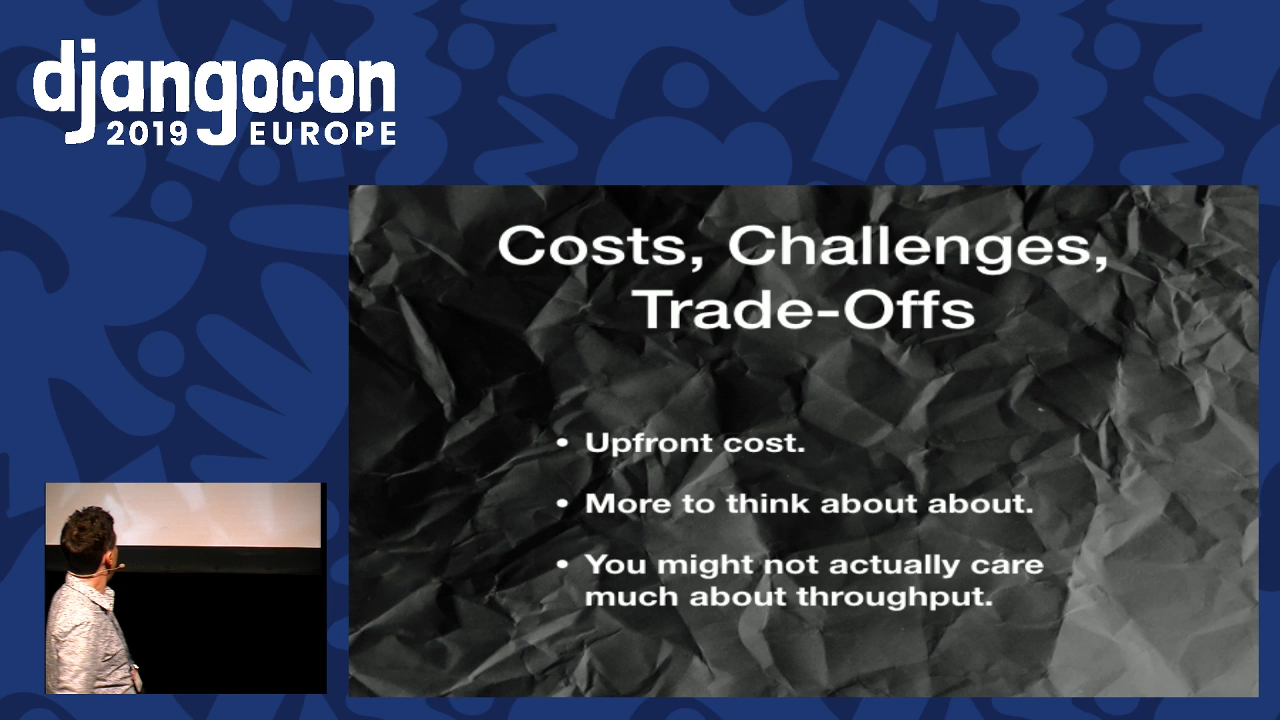 djangocon
2019 EUROPE
Costs, Challenges,
Trade-Offs
• Upfront cost.
• More to think about about.
• You might not actually care
much about throughput.